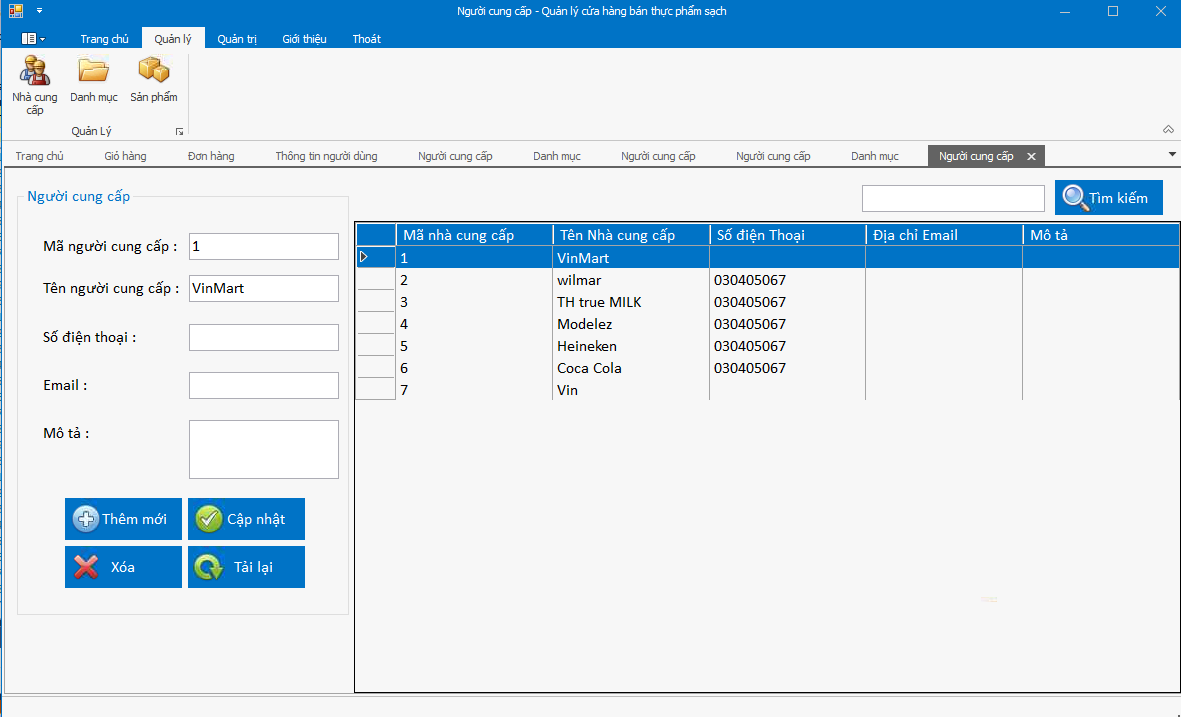 Người cung cấp - Quản lý cửa hàng bán thực phẩm sạch
Trang chủ Quản lý Quản trị Giới thiệu Thoát
Nhà cung cấp Danh mục Sản phẩm
Quản Lý
Trang chủ Giỏ hàng Đơn hàng Thông tin người dùng Người cung cấp Danh mục Người cung cấp Người cung cấp Danh mục Người cung cấp
Người cung cấp
Tìm kiếm
Mã người cung cấp : 1
Tên người cung cấp : VinMart
Số điện thoại :
Email :
Mô tả :
Thêm mới Cập nhật
Xóa Tải lại
Mã nhà cung cấp Tên Nhà cung cấp Số điện Thoại Địa chỉ Email Mô tả
1 VinMart
2 wilmar 030405067
3 TH true MILK 030405067
4 Modelez 030405067
5 Heineken 030405067
6 Coca Cola 030405067
7 Vin